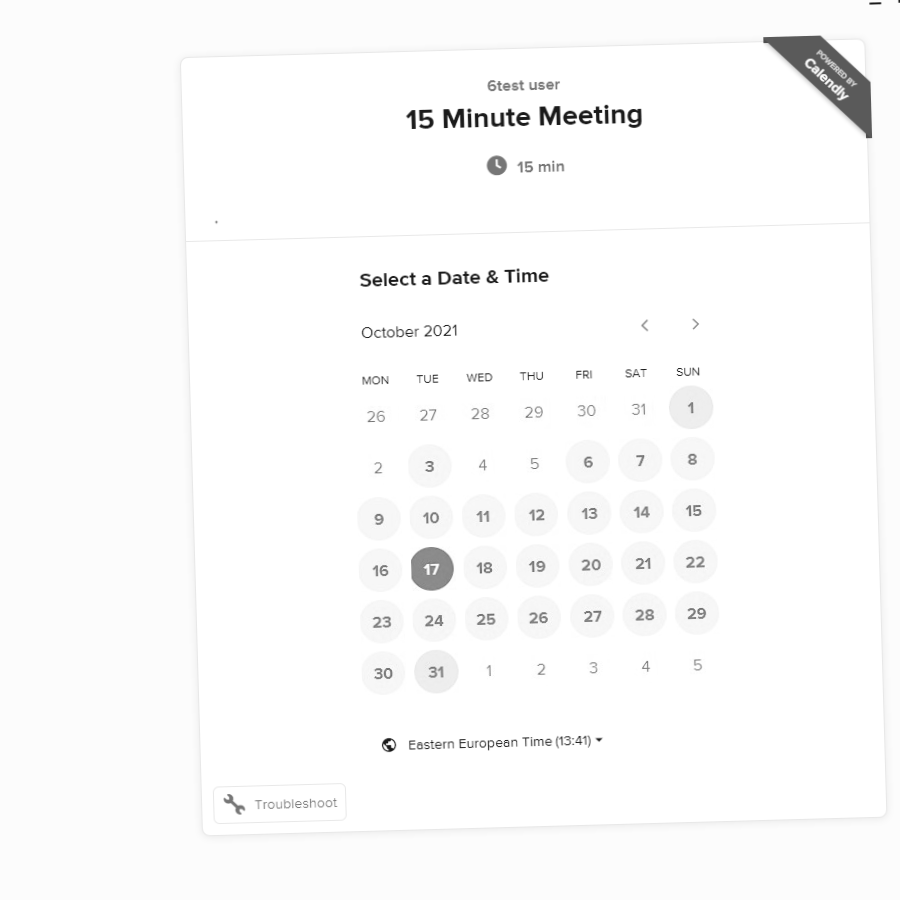 POWERED BY
Calendly
6test user
15 Minute Meeting
15 min
.
Select a Date & Time
October 2021
MON TUE WED THU FRI SAT SUN
26 27 28 29 30 31 1
2 3 4 5 6 7 8
9 10 11 12 13 14 15
16 17 18 19 20 21 22
23 24 25 26 27 28 29
30 31 1 2 3 4 5
Eastern European Time (13:41)
Troubleshoot